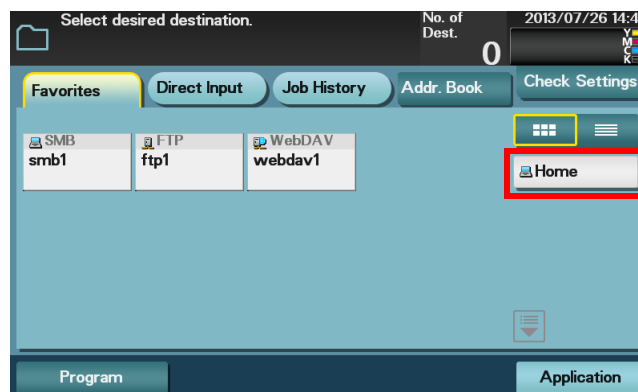 Select desired destination.
No. of
Dest.
0
2013/07/26 14:4
Y
M
C
K
Favorites
Direct Input
Job History
Addr. Book
Check Settings
SMB
smb1
FTP
ftp1
WebDAV
webdav1
Home
Program
Application